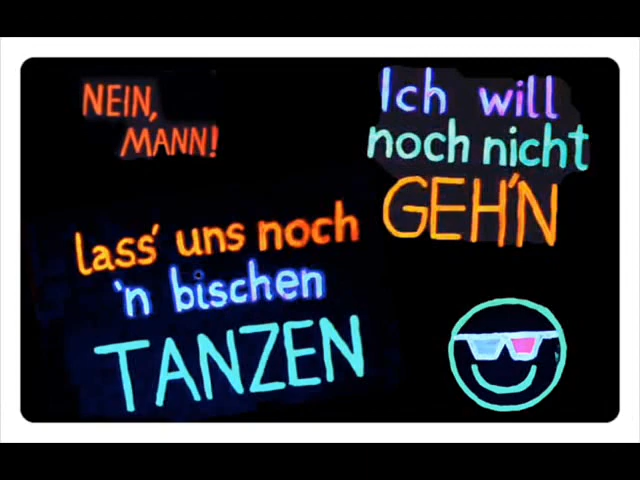 NEIN,
MANN!
Ich will
noch nicht
GEH'N
lass' uns noch
'n bischen
TANZEN